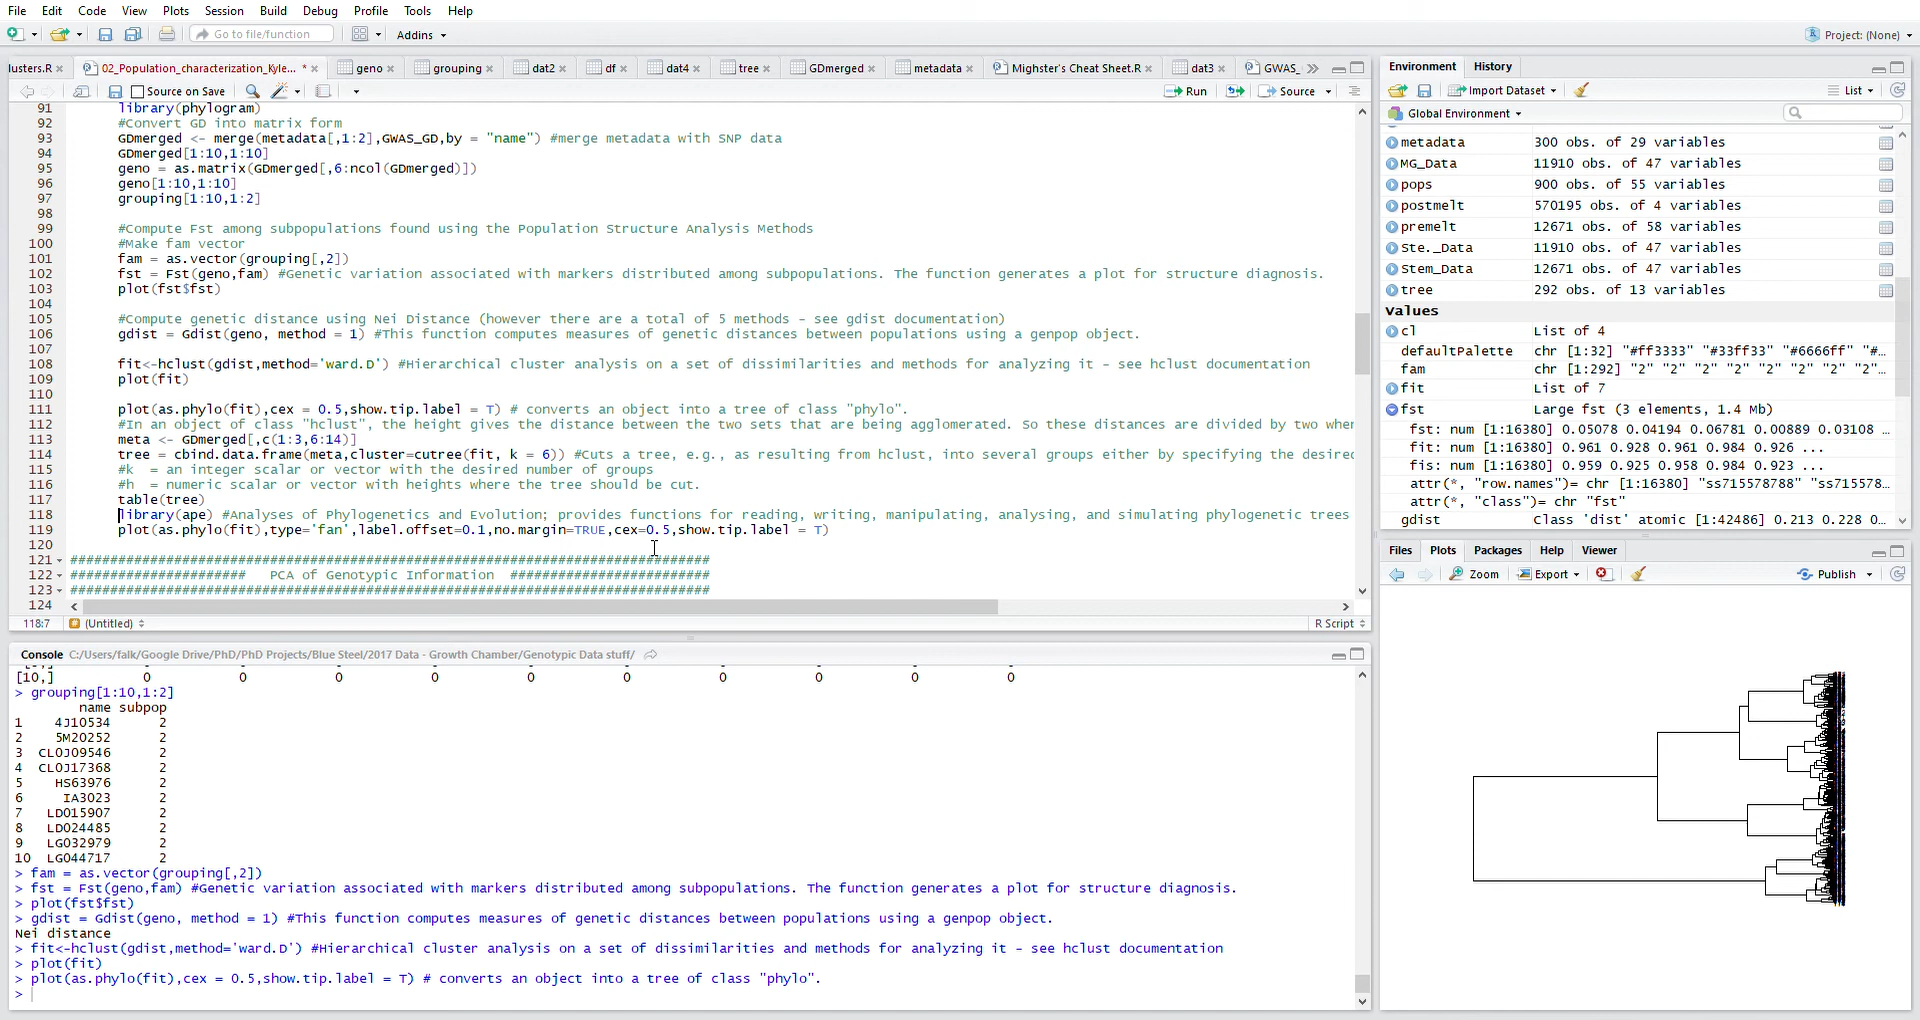 File Edit Code View Plots Session Build Debug Profile Tools Help
Go to file/function Addins Project: (None)
lusters.R 02_Population_characterization_Kyle... * geno grouping dat2 df dat4 tree GDmerged metadata Mighster's Cheat Sheet.R dat3 GWAS_
Source on Save Run Source
91 library(phylogram)
92 #Convert GD into matrix form
93 GDmerged <- merge(metadata[,1:2],GWAS_GD,by = "name") #merge metadata with SNP data
94 GDmerged[1:10,1:10]
95 geno = as.matrix(GDmerged[,6:ncol(GDmerged)])
96 geno[1:10,1:10]
97 grouping[1:10,1:2]
98
99 #Compute Fst among subpopulations found using the Population Structure Analysis Methods
100 #Make fam vector
101 fam = as.vector(grouping[,2])
102 fst = Fst(geno,fam) #Genetic variation associated with markers distributed among subpopulations. The function generates a plot for structure diagnosis.
103 plot(fst$fst)
104
105 #Compute genetic distance using Nei Distance (however there are a total of 5 methods - see gdist documentation)
106 gdist = Gdist(geno, method = 1) #This function computes measures of genetic distances between populations using a genpop object.
107
108 fit<-hclust(gdist,method='ward.D') #Hierarchical cluster analysis on a set of dissimilarities and methods for analyzing it - see hclust documentation
109 plot(fit)
110
111 plot(as.phylo(fit),cex = 0.5,show.tip.label = T) # converts an object into a tree of class "phylo".
112 #In an object of class "hclust", the height gives the distance between the two sets that are being agglomerated. So these distances are divided by two wher
113 meta <- GDmerged[,c(1:3,6:14)]
114 tree = cbind.data.frame(meta,cluster=cutree(fit, k = 6)) #Cuts a tree, e.g., as resulting from hclust, into several groups either by specifying the desired
115 #k = an integer scalar or vector with the desired number of groups
116 #h = numeric scalar or vector with heights where the tree should be cut.
117 table(tree)
118 library(ape) #Analyses of Phylogenetics and Evolution; provides functions for reading, writing, manipulating, analysing, and simulating phylogenetic trees
119 plot(as.phylo(fit),type='fan',label.offset=0.1,no.margin=TRUE,cex=0.5,show.tip.label = T)
120
121 ################################################################################
122 ###################### PCA of Genotypic Information #########################
123 ################################################################################
124
118:7 (Untitled) R Script
Console C:/Users/falk/Google Drive/PhD/PhD Projects/Blue Steel/2017 Data - Growth Chamber/Genotypic Data stuff/
[10,] 0 0 0 0 0 0 0 0 0 0
> grouping[1:10,1:2]
name subpop
1 4J10534 2
2 5M20252 2
3 CLOJ09546 2
4 CLOJ17368 2
5 HS63976 2
6 IA3023 2
7 LD015907 2
8 LD024485 2
9 LG032979 2
10 LG044717 2
> fam = as.vector(grouping[,2])
> fst = Fst(geno,fam) #Genetic variation associated with markers distributed among subpopulations. The function generates a plot for structure diagnosis.
> plot(fst$fst)
> gdist = Gdist(geno, method = 1) #This function computes measures of genetic distances between populations using a genpop object.
Nei distance
> fit<-hclust(gdist,method='ward.D') #Hierarchical cluster analysis on a set of dissimilarities and methods for analyzing it - see hclust documentation
> plot(fit)
> plot(as.phylo(fit),cex = 0.5,show.tip.label = T) # converts an object into a tree of class "phylo".
>
Environment History
Import Dataset List
Global Environment
metadata 300 obs. of 29 variables
MG_Data 11910 obs. of 47 variables
pops 900 obs. of 55 variables
postmelt 570195 obs. of 4 variables
premelt 12671 obs. of 58 variables
Ste._Data 11910 obs. of 47 variables
Stem_Data 12671 obs. of 47 variables
tree 292 obs. of 13 variables
Values
cl List of 4
defaultPalette chr [1:32] "#ff3333" "#33ff33" "#6666ff" "#…
fam chr [1:292] "2" "2" "2" "2" "2" "2" "2" "2"…
fit List of 7
fst Large fst (3 elements, 1.4 Mb)
fst: num [1:16380] 0.05078 0.04194 0.06781 0.00889 0.03108 …
fit: num [1:16380] 0.961 0.928 0.961 0.984 0.926 ...
fis: num [1:16380] 0.959 0.925 0.958 0.984 0.923 ...
attr(*, "row.names")= chr [1:16380] "ss715578788" "ss715578…
attr(*, "class")= chr "fst"
gdist Class 'dist' atomic [1:42486] 0.213 0.228 0…
Files Plots Packages Help Viewer
Zoom Export Publish